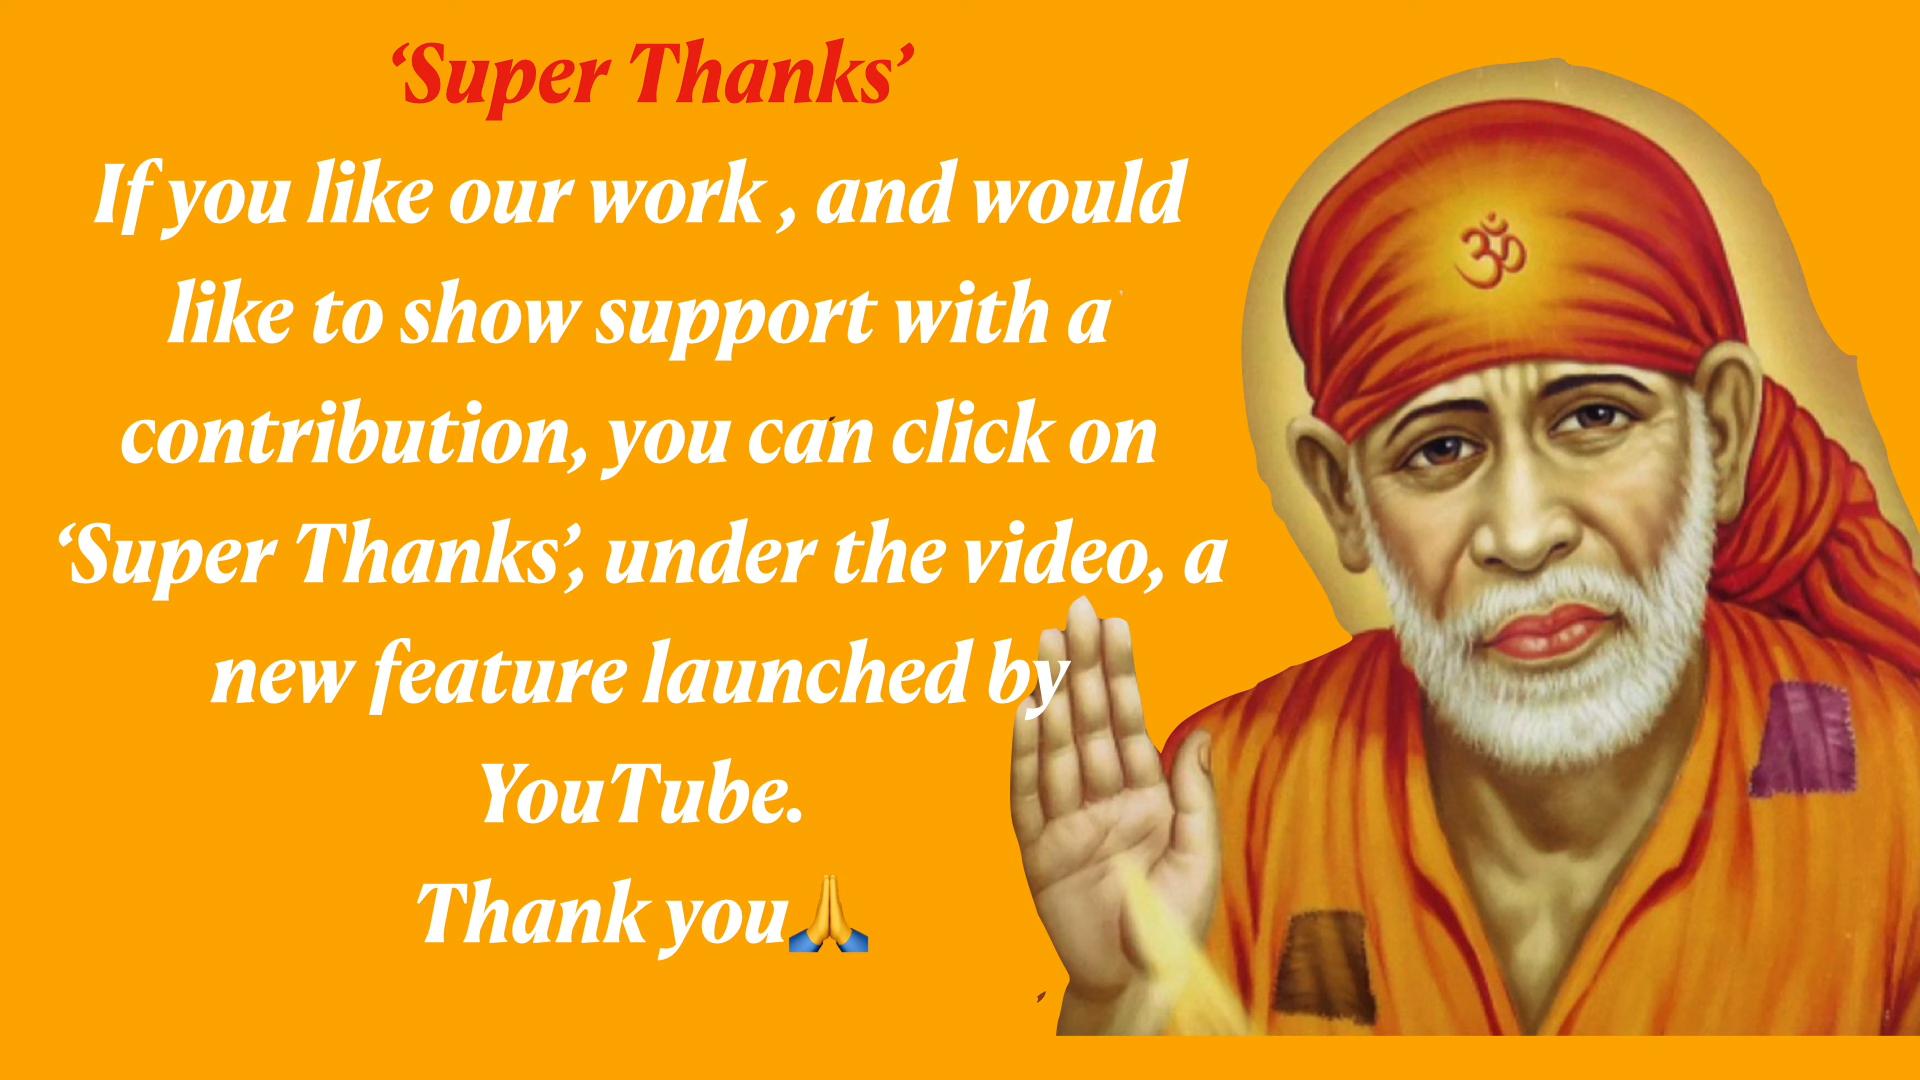 ‘Super Thanks’
If you like our work , and would
like to show support with a
contribution, you can click on
‘Super Thanks’, under the video, a
new feature launched by
YouTube.
Thank you🙏
ॐ